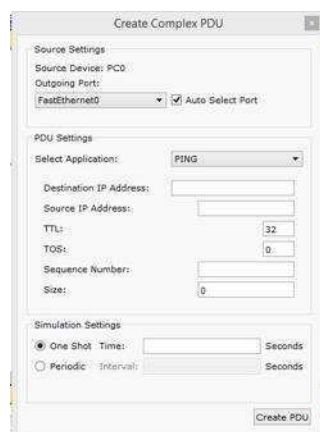 Create Complex PDU
x
Source Settings
Source Device: PC0
Outgoing Port:
FastEthernet0 Auto Select Port
PDU Settings
Select Application: PING
Destination IP Address:
Source IP Address:
TTL: 32
TOS: 0
Sequence Number:
Size: 0
Simulation Settings
One Shot Time: Seconds
Periodic Interval: Seconds
Create PDU